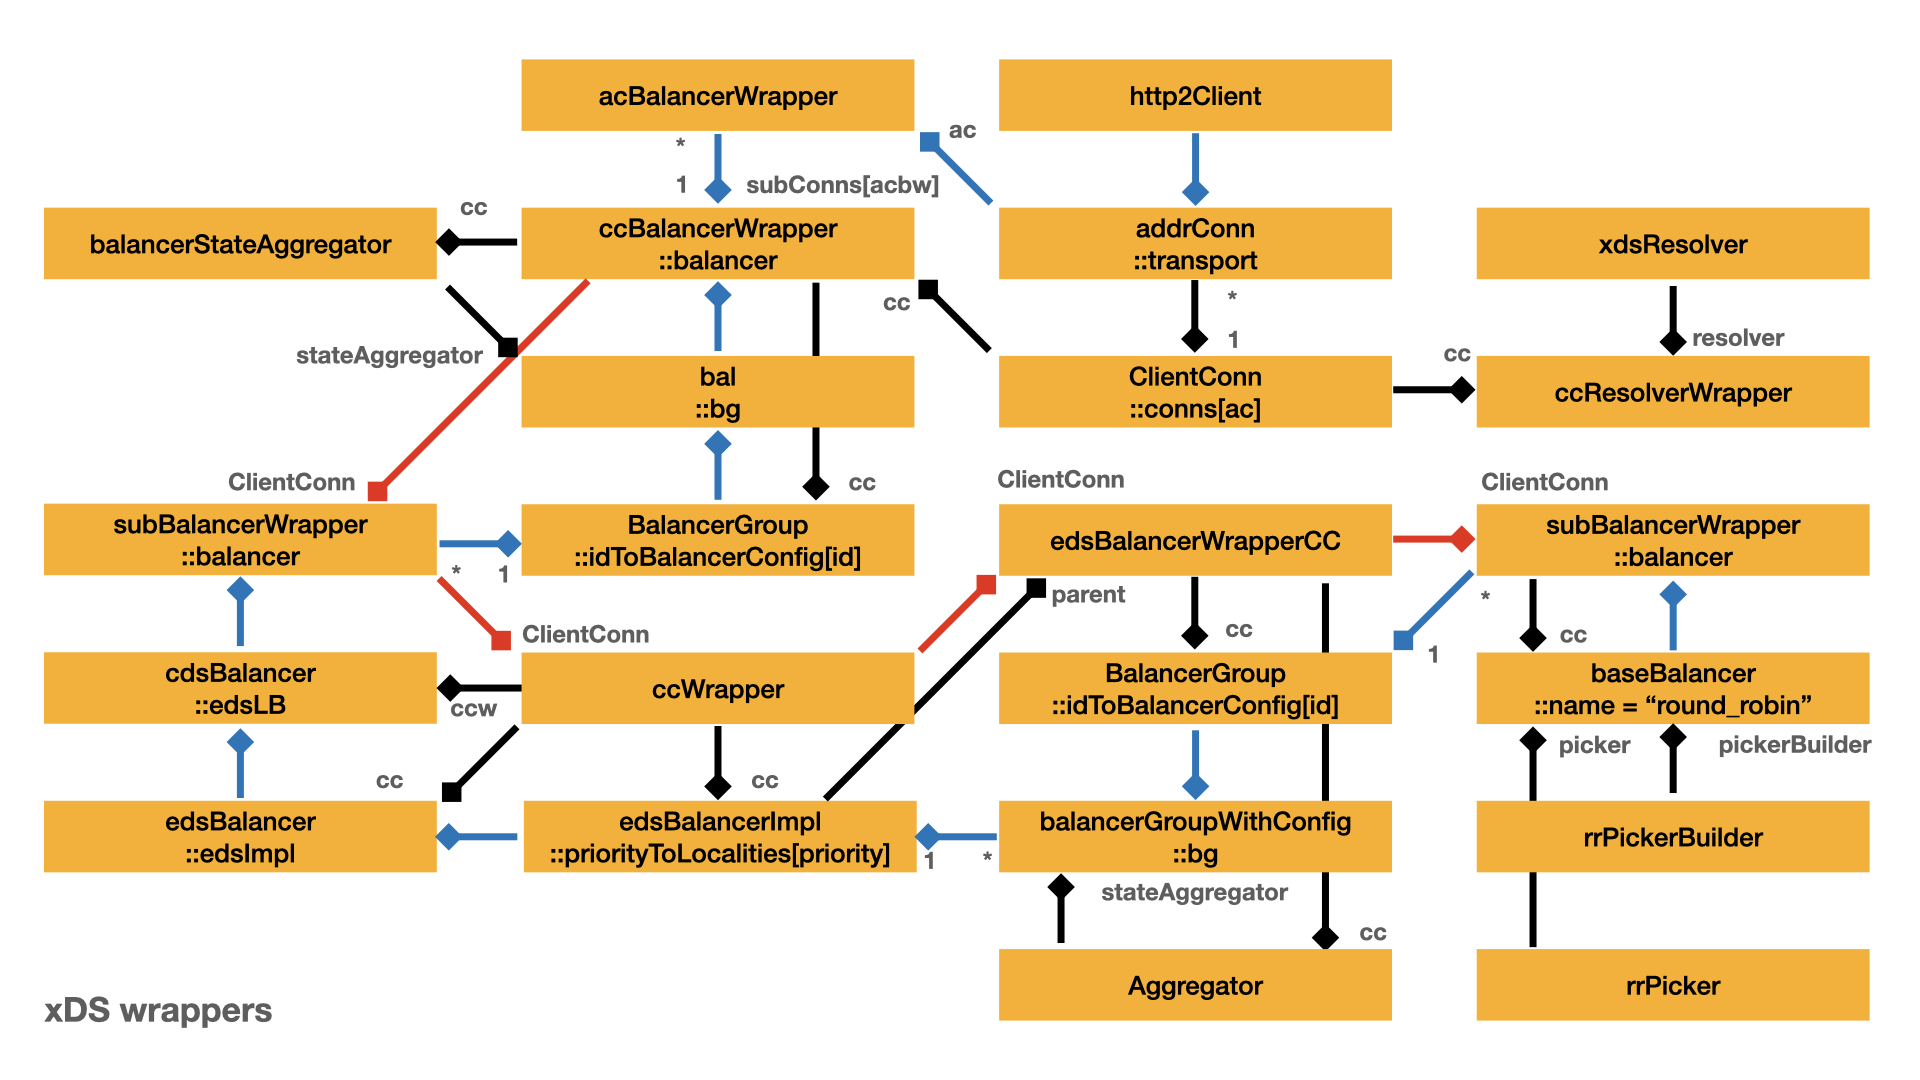 acBalancerWrapper
http2Client
*
ac
1
subConns[acbw]
cc
balancerStateAggregator
ccBalancerWrapper
::balancer
addrConn
::transport
xdsResolver
cc
*
1
stateAggregator
resolver
cc
bal
::bg
ClientConn
::conns[ac]
ccResolverWrapper
ClientConn
cc
ClientConn
ClientConn
subBalancerWrapper
::balancer
BalancerGroup
::idToBalancerConfig[id]
edsBalancerWrapperCC
subBalancerWrapper
::balancer
*
1
parent
*
ClientConn
cc
1
cc
cdsBalancer
::edsLB
ccw
ccWrapper
BalancerGroup
::idToBalancerConfig[id]
baseBalancer
::name = “round_robin”
picker
pickerBuilder
cc
cc
edsBalancer
::edsImpl
edsBalancerImpl
::priorityToLocalities[priority]
1
*
balancerGroupWithConfig
::bg
rrPickerBuilder
stateAggregator
cc
Aggregator
rrPicker
xDS wrappers